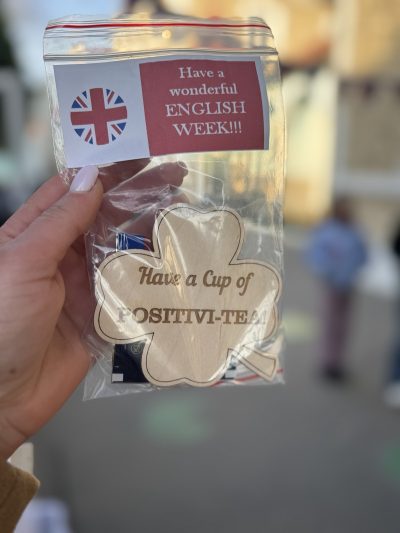 Have a
wonderful
ENGLISH
WEEK!!!
Have a Cup of
POSITIVI-TEA!